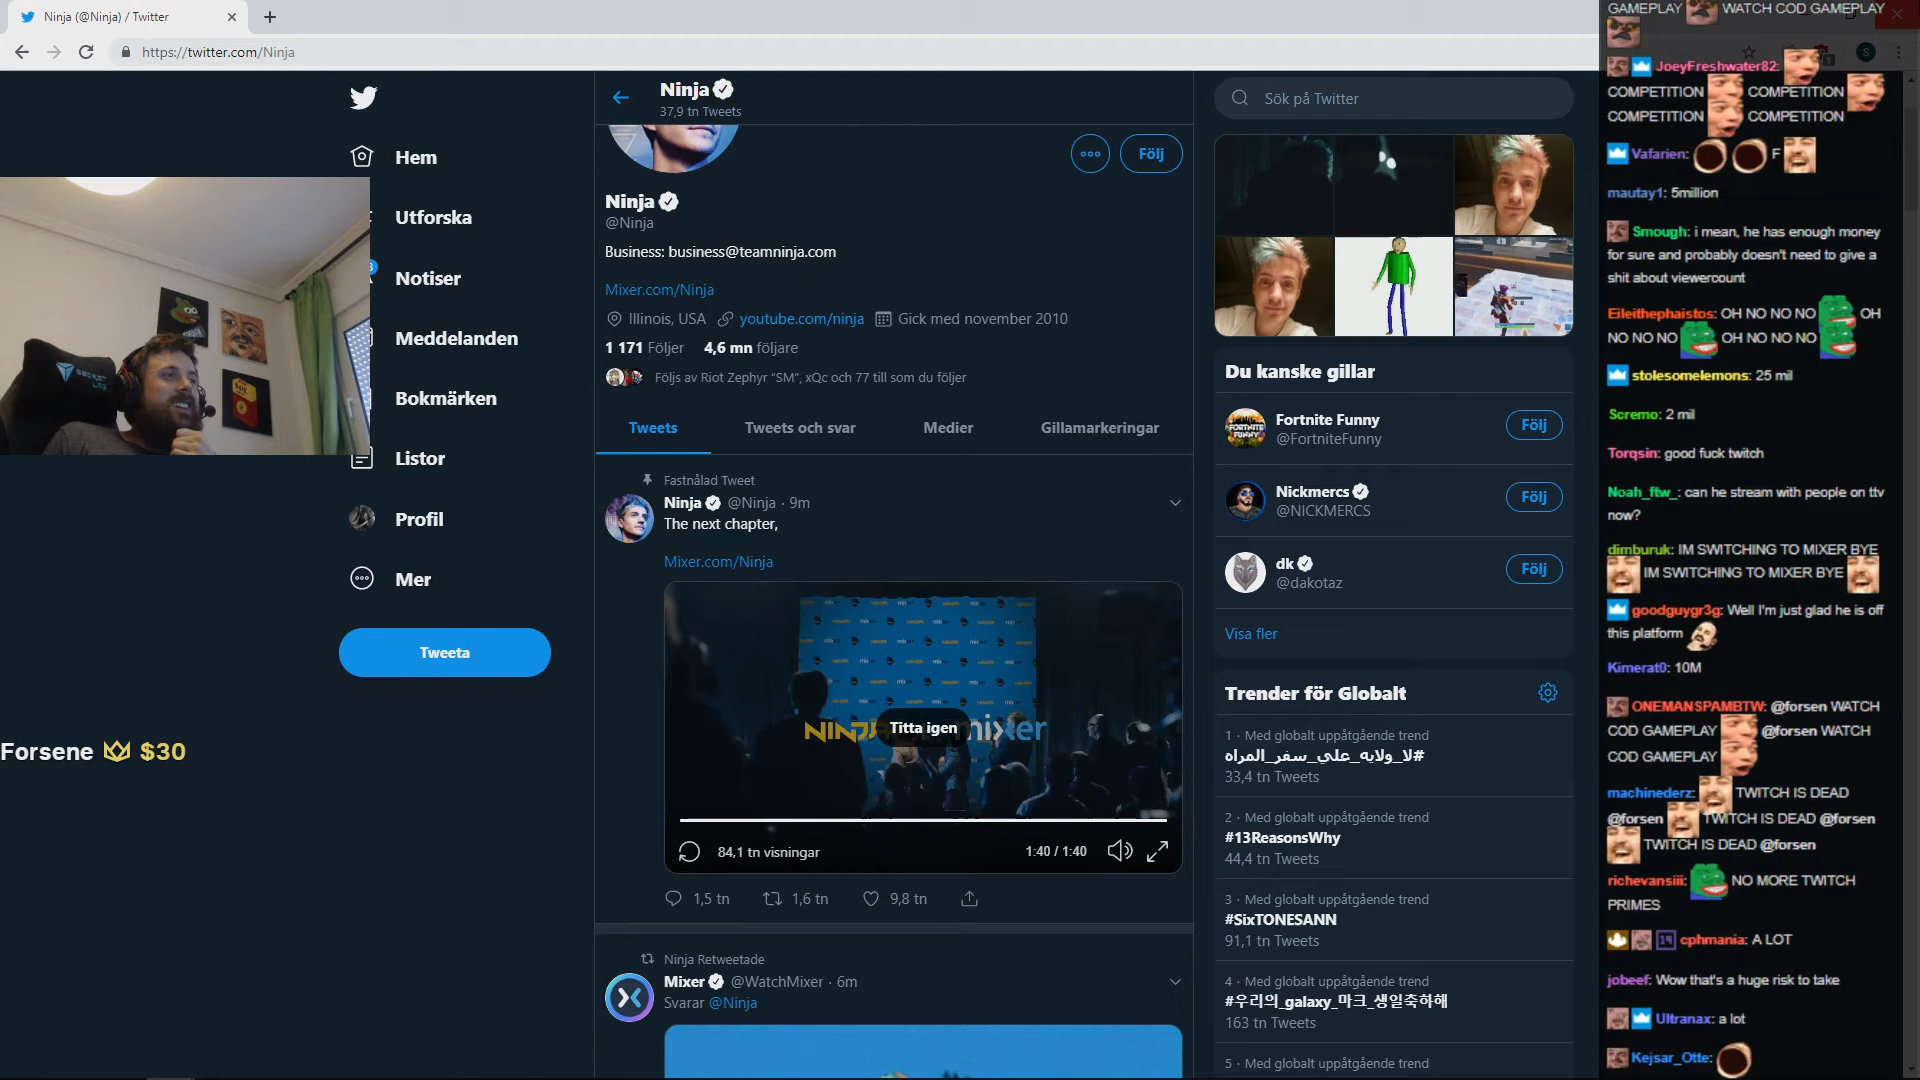 Ninja (@Ninja) / Twitter
https://twitter.com/Ninja
Hem
Utforska
Notiser
Meddelanden
Bokmärken
Listor
Profil
Mer
Tweeta
Forsene $30
Ninja
37,9 tn Tweets
Följ
Ninja
@Ninja
Business: business@teamninja.com
Mixer.com/Ninja
Illinois, USA youtube.com/ninja Gick med november 2010
1 171 Följer 4,6 mn följare
Följs av Riot Zephyr “SM”, xQc och 77 till som du följer
Tweets Tweets och svar Medier Gillamarkeringar
Fastnålad Tweet
Ninja @Ninja · 9m
The next chapter,
Mixer.com/Ninja
NINJA mixer
Titta igen
84,1 tn visningar 1:40 / 1:40
1,5 tn 1,6 tn 9,8 tn
Ninja Retweetade
Mixer @WatchMixer · 6m
Svarar @Ninja
Sök på Twitter
Du kanske gillar
Fortnite Funny
@FortniteFunny
Följ
Nickmercs
@NICKMERCS
Följ
dk
@dakotaz
Följ
Visa fler
Trender för Globalt
1 · Med globalt uppåtgående trend
#لا_ولايه_علي_سفر_المراه
33,4 tn Tweets
2 · Med globalt uppåtgående trend
#13ReasonsWhy
44,4 tn Tweets
3 · Med globalt uppåtgående trend
#SixTONESANN
91,1 tn Tweets
4 · Med globalt uppåtgående trend
#우리의_galaxy_마크_생일축하해
163 tn Tweets
5 · Med globalt uppåtgående trend
GAMEPLAY WATCH COD GAMEPLAY
JoeyFreshwater82:
COMPETITION COMPETITION
COMPETITION COMPETITION
Vafarien: F
mautay1: 5million
Smough: i mean, he has enough money
for sure and probably doesn't need to give a
shit about viewercount
Eileithephaistos: OH NO NO NO OH
NO NO NO OH NO NO NO
stolesomelemons: 25 mil
Scremo: 2 mil
Torqsin: good fuck twitch
Noah_ftw_: can he stream with people on ttv
now?
dimburuk: IM SWITCHING TO MIXER BYE
IM SWITCHING TO MIXER BYE
goodguygr3g: Well I'm just glad he is off
this platform
Kimerat0: 10M
ONEMANSPAMBTW: @forsen WATCH
COD GAMEPLAY @forsen WATCH
COD GAMEPLAY
machinederz: TWITCH IS DEAD
@forsen TWITCH IS DEAD @forsen
TWITCH IS DEAD @forsen
richevansiii: NO MORE TWITCH
PRIMES
cphmania: A LOT
jobeef: Wow that's a huge risk to take
Ultranax: a lot
Kejsar_Otte: